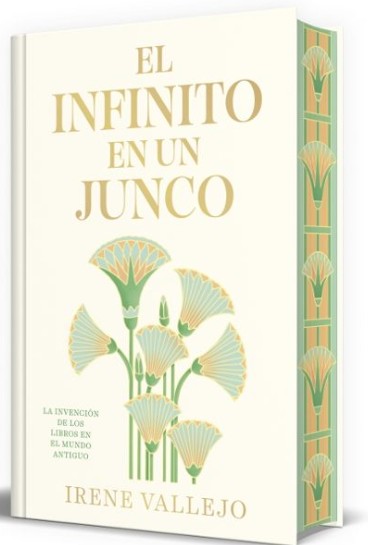 EL
INFINITO
EN UN
JUNCO
LA INVENCIÓN
DE LOS
LIBROS EN
EL MUNDO
ANTIGUO
IRENE VALLEJO